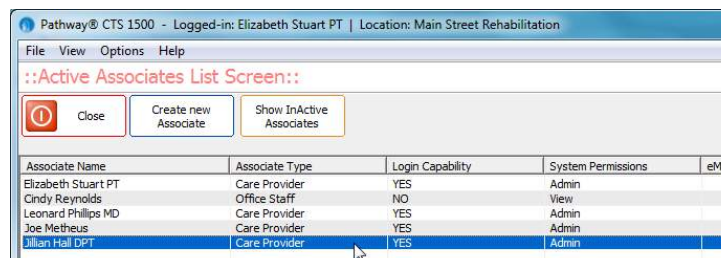 Pathway® CTS 1500 - Logged-in: Elizabeth Stuart PT | Location: Main Street Rehabilitation
File View Options Help
::Active Associates List Screen::
Close
Create new
Associate
Show InActive
Associates
Associate Name Associate Type Login Capability System Permissions eM
Elizabeth Stuart PT Care Provider YES Admin
Cindy Reynolds Office Staff NO View
Leonard Phillips MD Care Provider YES Admin
Joe Metheus Care Provider YES Admin
Jillian Hall DPT Care Provider YES Admin